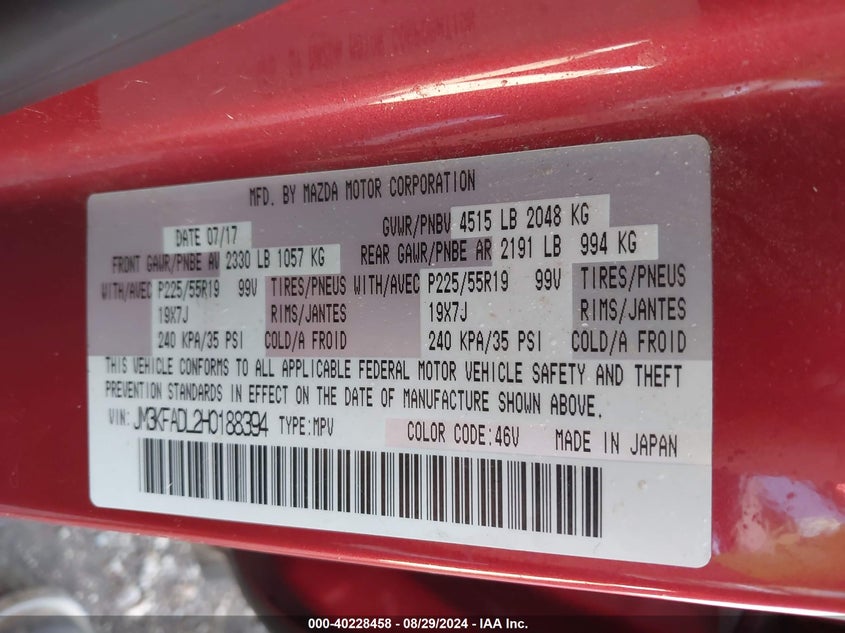 MFD. BY MAZDA MOTOR CORPORATION
DATE 07/17 GVWR/PNBV 4515 LB 2048 KG
FRONT GAWR/PNBE AV 2330 LB 1057 KG REAR GAWR/PNBE AR 2191 LB 994 KG
WITH/AVEC P225/55R19 99V TIRES/PNEUS WITH/AVEC P225/55R19 99V TIRES/PNEUS
19X7J RIMS/JANTES 19X7J RIMS/JANTES
240 KPA/35 PSI COLD/A FROID 240 KPA/35 PSI COLD/A FROID
THIS VEHICLE CONFORMS TO ALL APPLICABLE FEDERAL MOTOR VEHICLE SAFETY AND THEFT
PREVENTION STANDARDS IN EFFECT ON THE DATE OF MANUFACTURE SHOWN ABOVE.
VIN: JM3KFADL2H0188394 TYPE:MPV COLOR CODE:46V MADE IN JAPAN
000-40228458 - 08/29/2024 - IAA Inc.